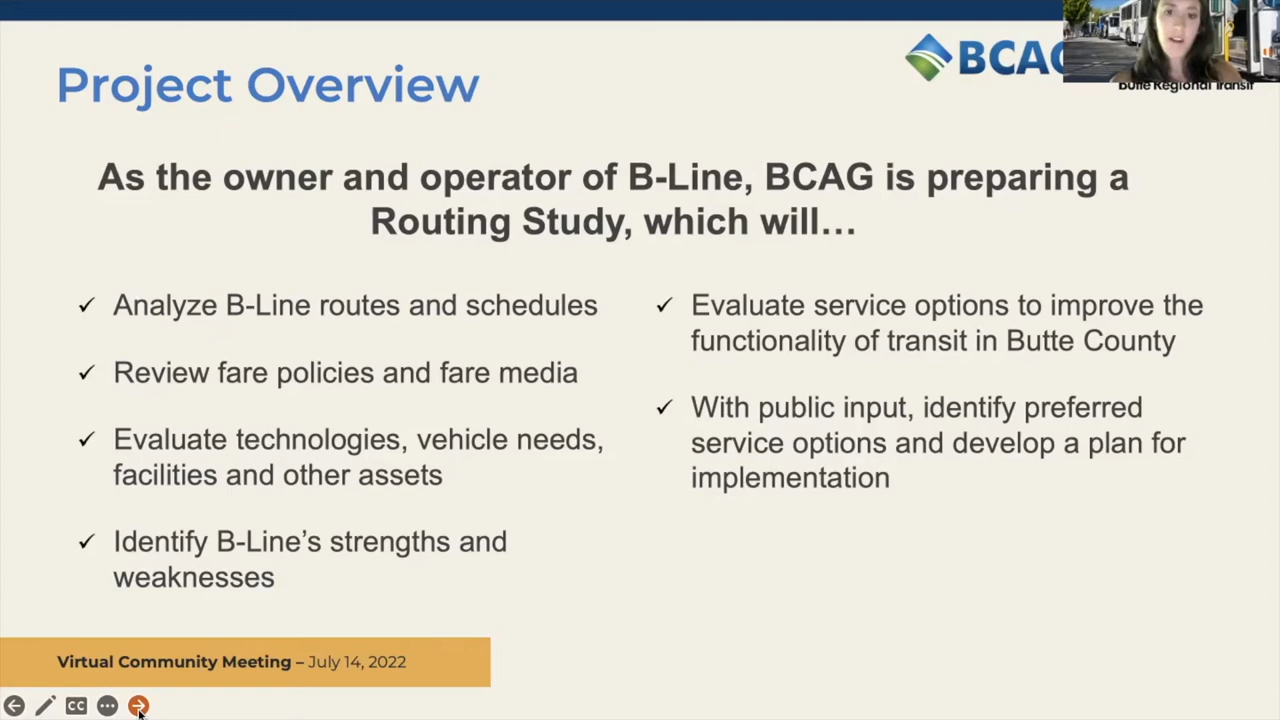 Project Overview
BCAG
Butte Regional Transit
As the owner and operator of B-Line, BCAG is preparing a
Routing Study, which will…
✓ Analyze B-Line routes and schedules
✓ Review fare policies and fare media
✓ Evaluate technologies, vehicle needs,
facilities and other assets
✓ Identify B-Line’s strengths and
weaknesses
✓ Evaluate service options to improve the
functionality of transit in Butte County
✓ With public input, identify preferred
service options and develop a plan for
implementation
Virtual Community Meeting – July 14, 2022
CC